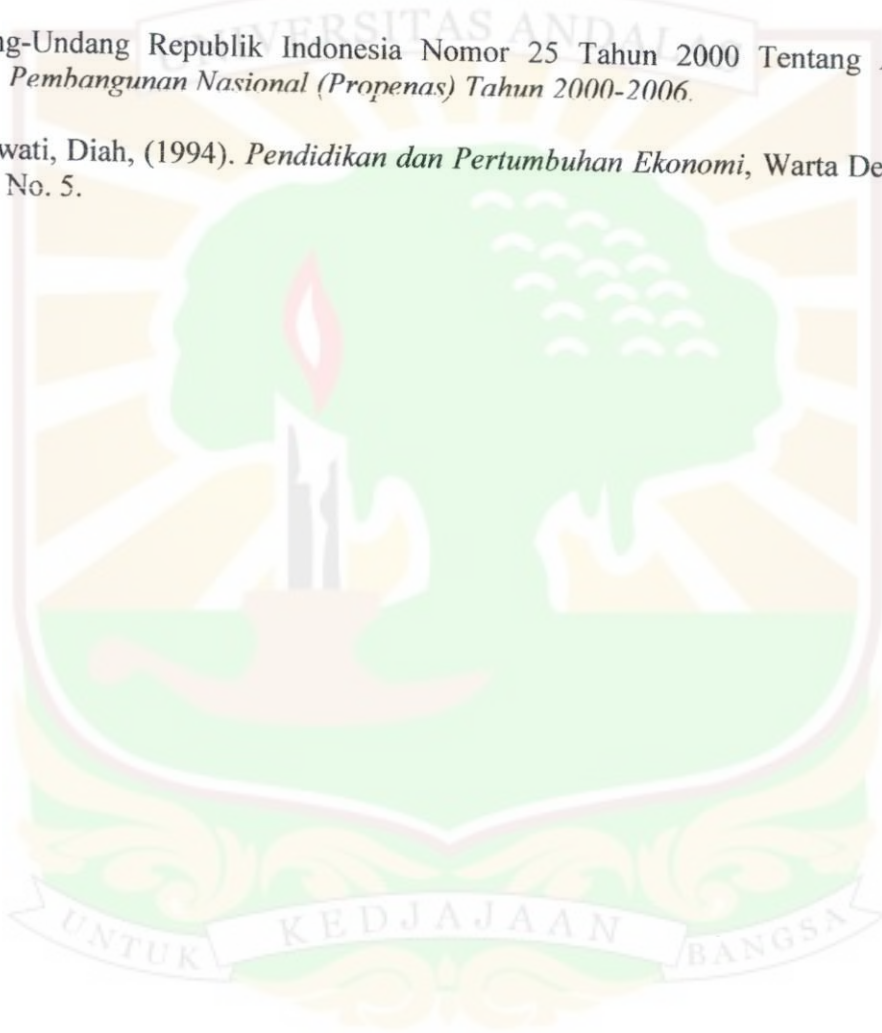 UNIVERSITAS ANDALAS
ng-Undang Republik Indonesia Nomor 25 Tahun 2000 Tentang
Pembangunan Nasional (Propenas) Tahun 2000-2006.
wati, Diah, (1994). Pendidikan dan Pertumbuhan Ekonomi, Warta De
No. 5.
UNTUK KEDJAJAAN BANGSA